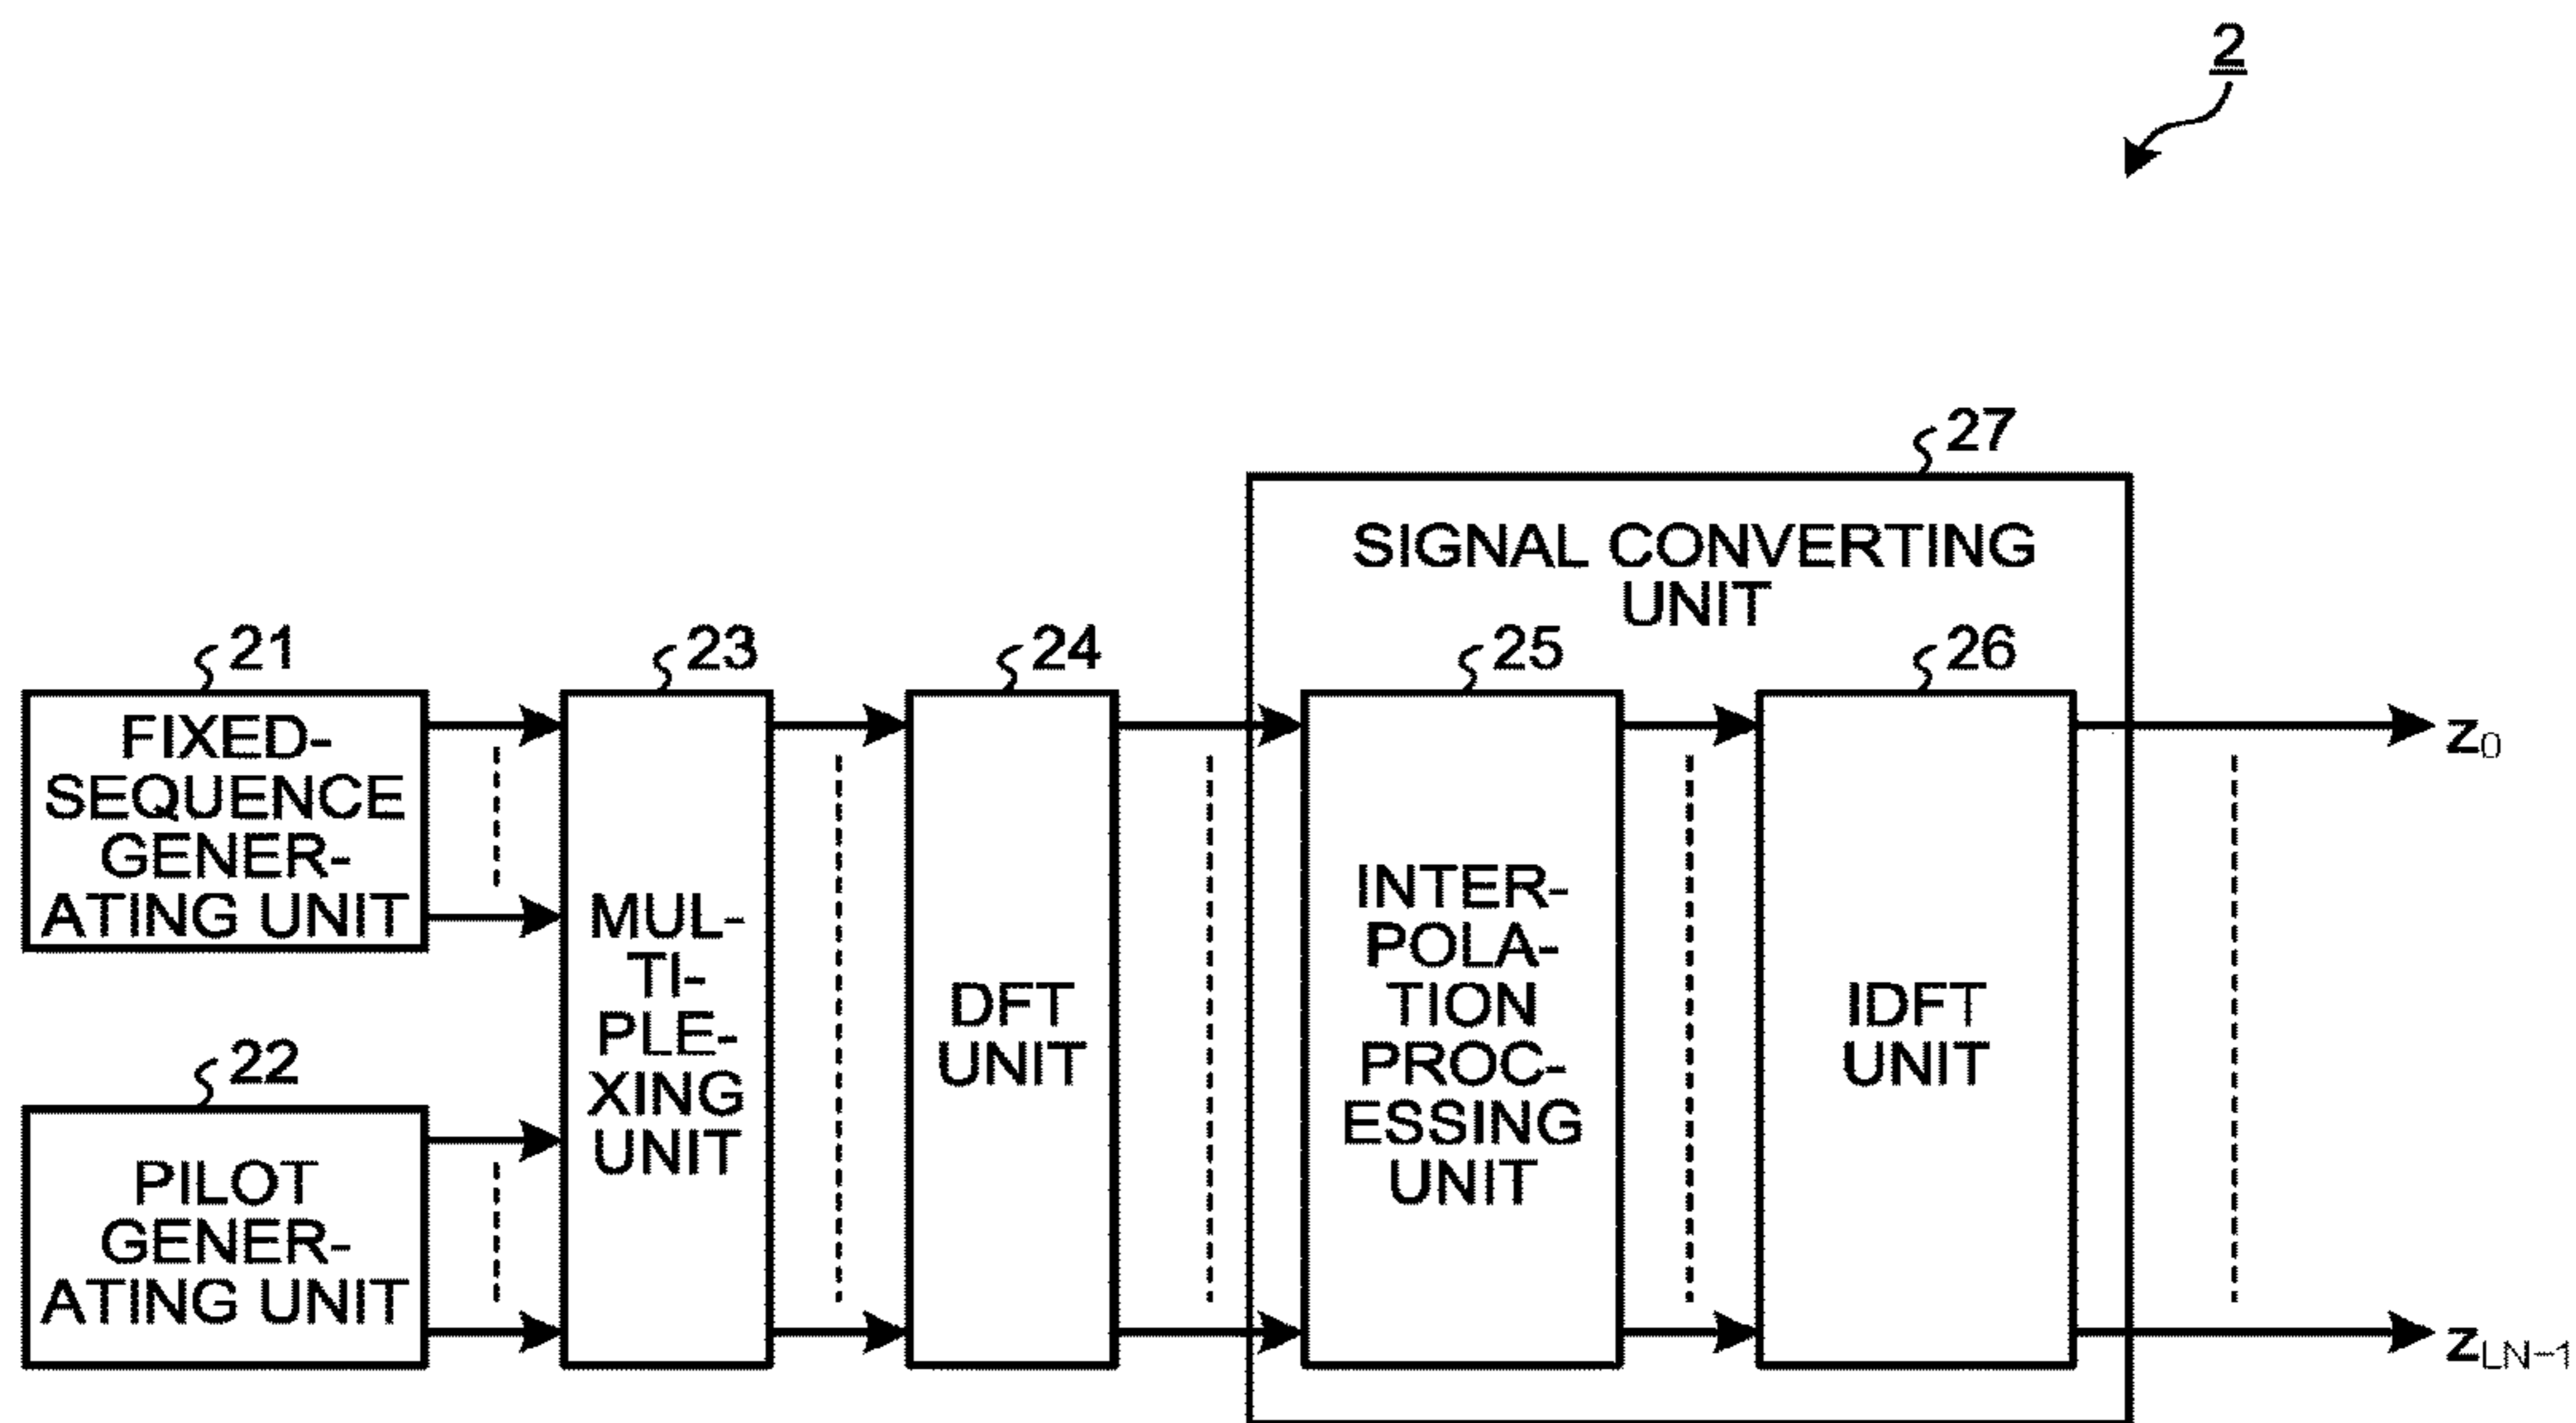 2
27
SIGNAL CONVERTING
UNIT
21
FIXED-
SEQUENCE
GENER-
ATING UNIT
22
PILOT
GENER-
ATING UNIT
23
MUL-
TI-
PLE-
XING
UNIT
24
DFT
UNIT
25
INTER-
POLA-
TION
PROC-
ESSING
UNIT
26
IDFT
UNIT
z0
zLN-1